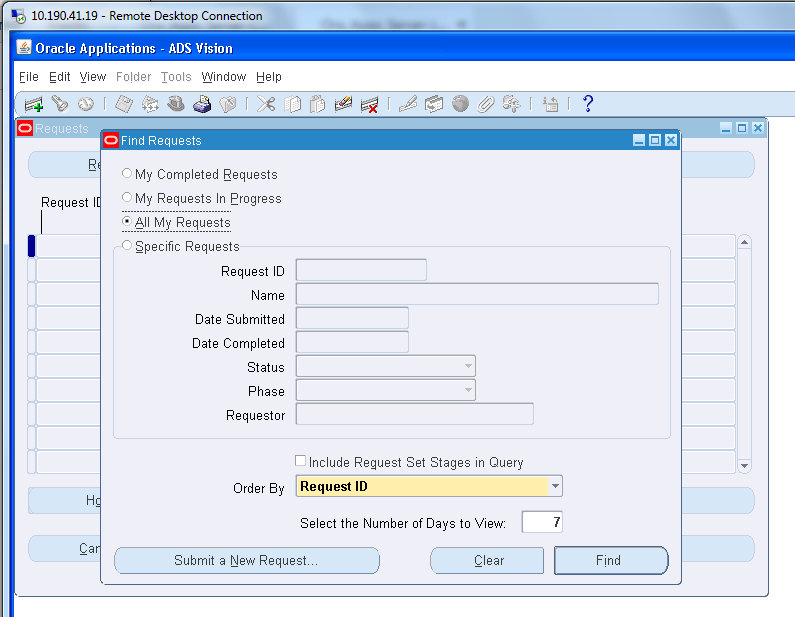 10.190.41.19 - Remote Desktop Connection
Oracle Applications - ADS Vision
File Edit View Folder Tools Window Help
Requests
Find Requests
Re
My Completed Requests
My Requests In Progress
Request ID
All My Requests
Specific Requests
Request ID
Name
Date Submitted
Date Completed
Status
Phase
Requestor
Include Request Set Stages in Query
Order By Request ID
Ho
Select the Number of Days to View: 7
Can
Submit a New Request... Clear Find